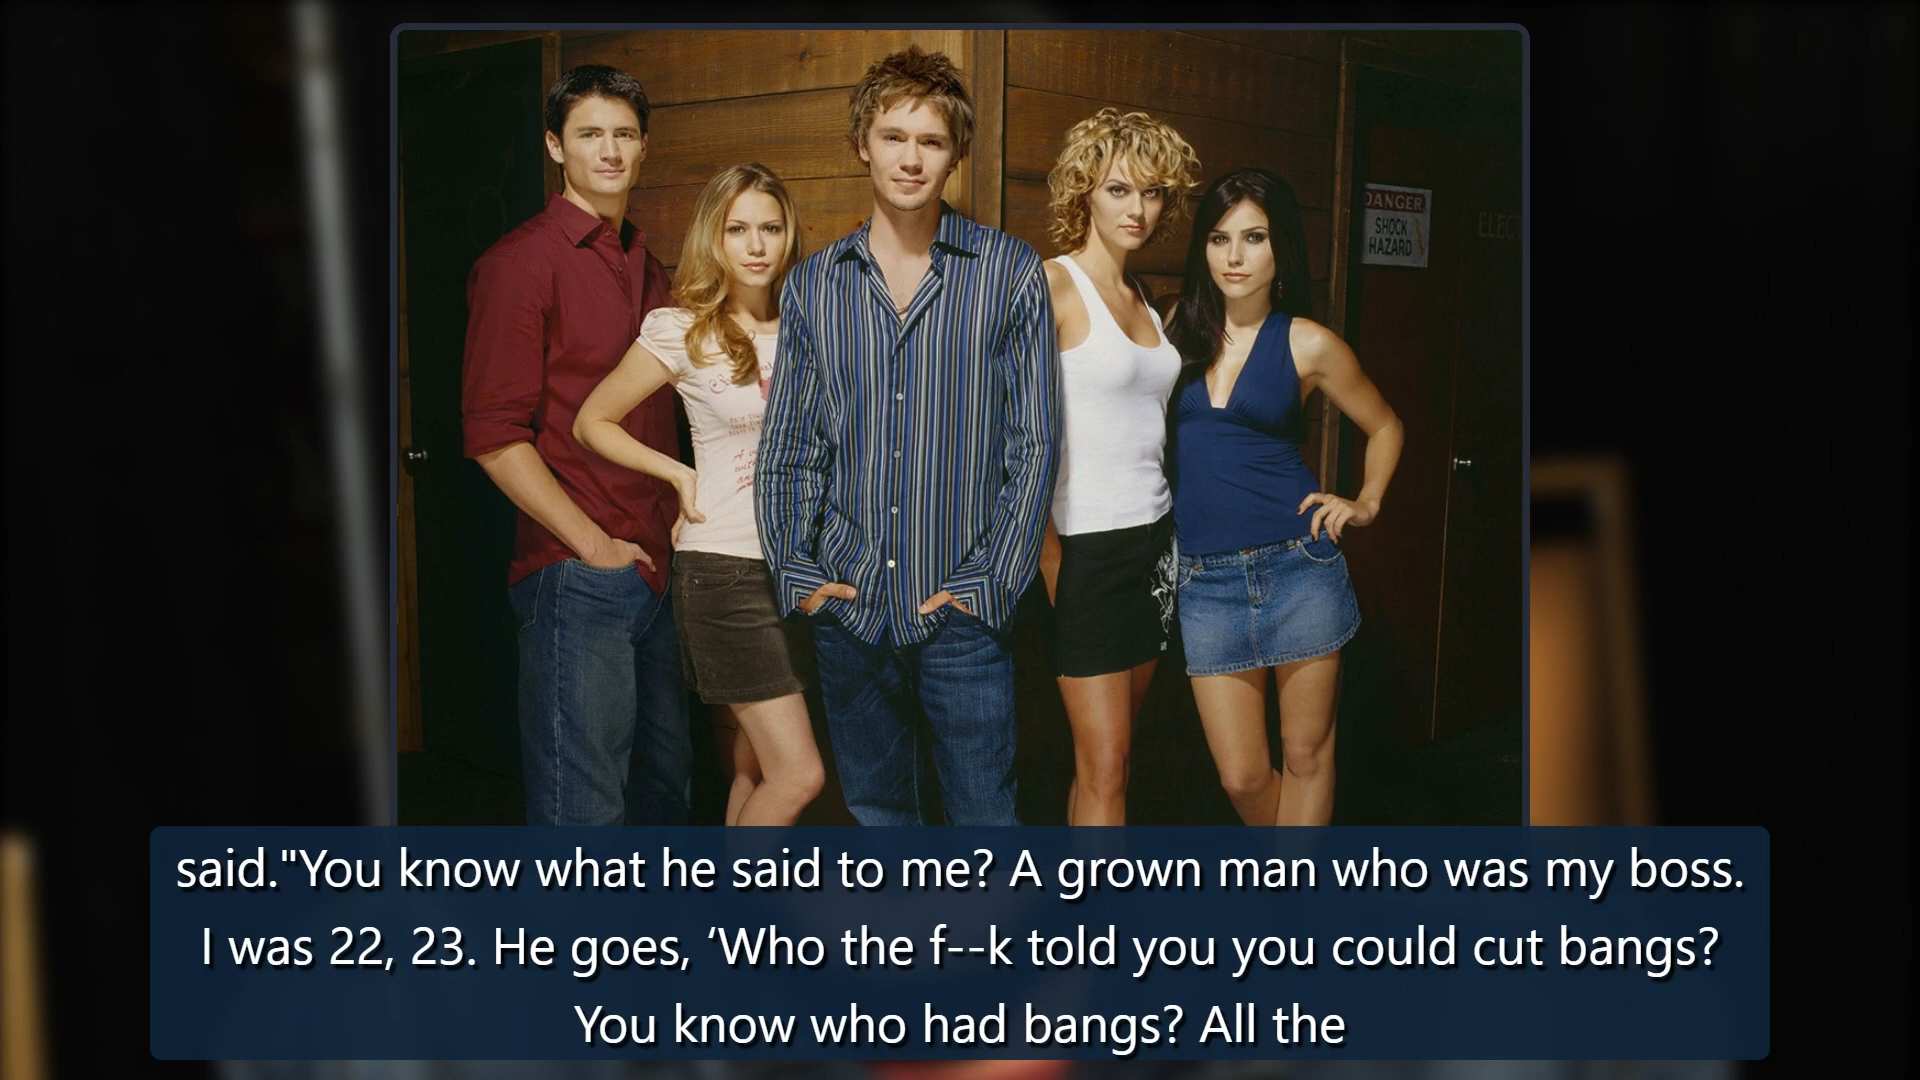 DANGER
SHOCK
HAZARD
ELECT
said."You know what he said to me? A grown man who was my boss.
I was 22, 23. He goes, ‘Who the f--k told you you could cut bangs?
You know who had bangs? All the